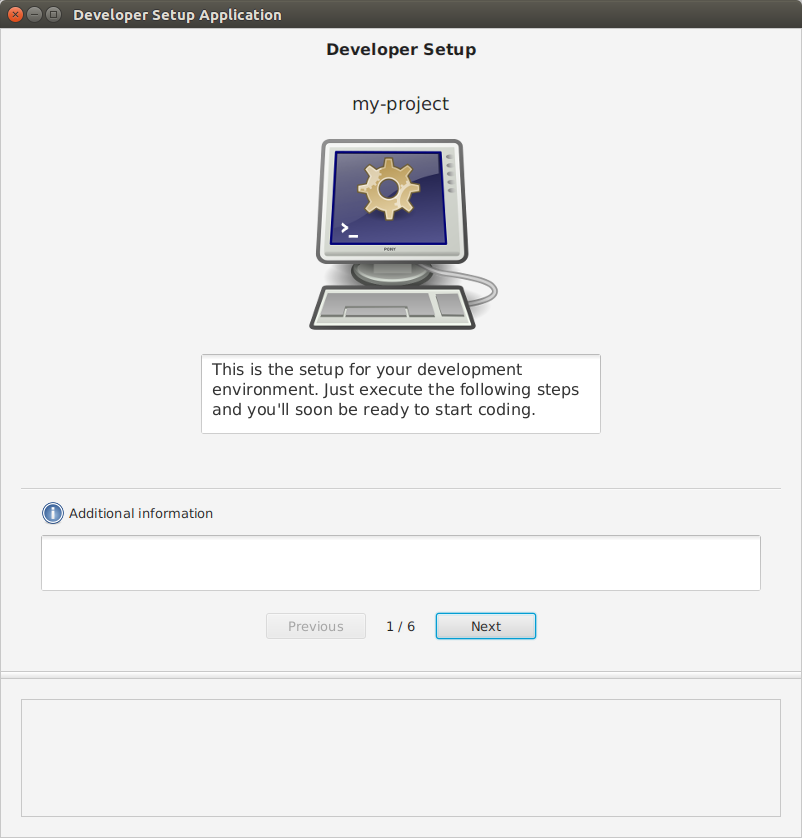 Developer Setup Application
Developer Setup
my-project
>_
This is the setup for your development
environment. Just execute the following steps
and you'll soon be ready to start coding.
Additional information
Previous
1 / 6
Next